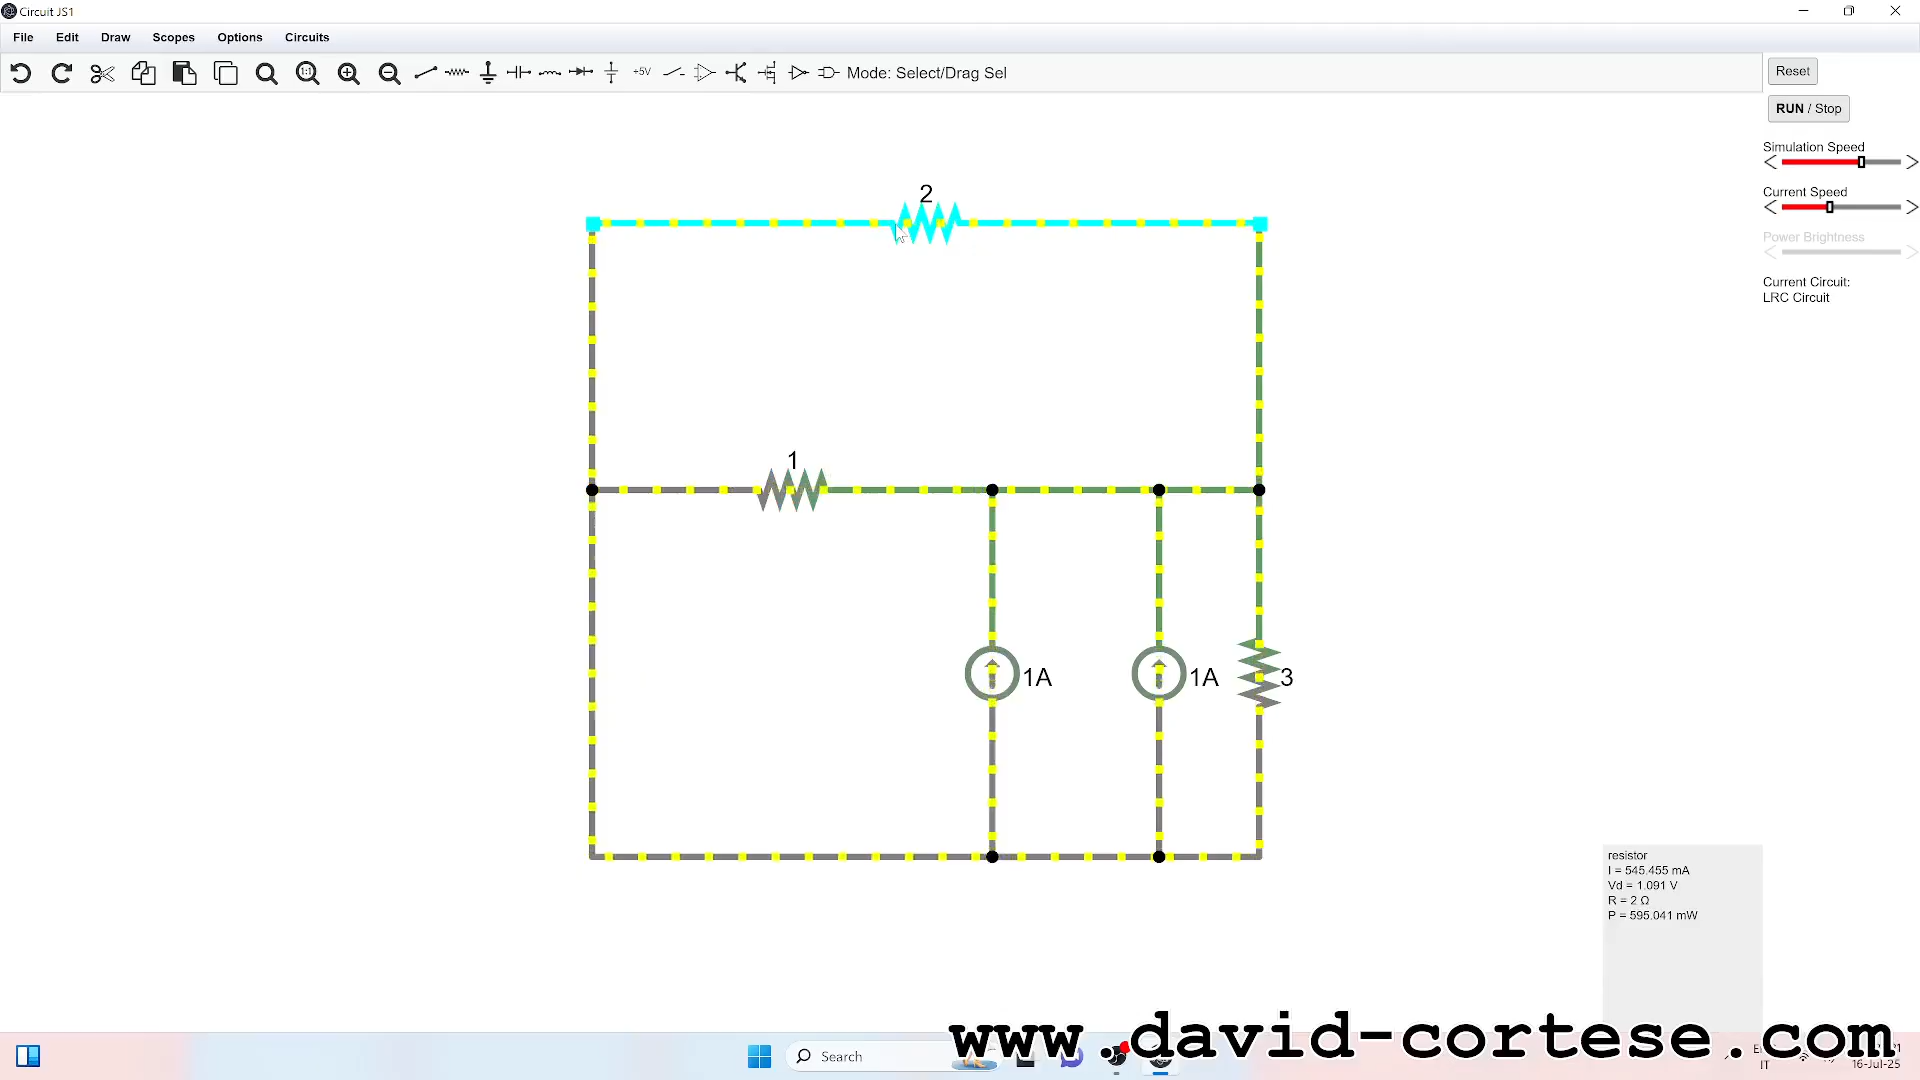 Circuit JS1
File Edit Draw Scopes Options Circuits
+5V Mode: Select/Drag Sel
Reset
RUN / Stop
Simulation Speed
Current Speed
Power Brightness
Current Circuit:
LRC Circuit
2
1
1A
1A
3
resistor
I = 545.455 mA
Vd = 1.091 V
R = 2 Ω
P = 595.041 mW
www.david-cortese.com
Search
IT
16-Jul-25